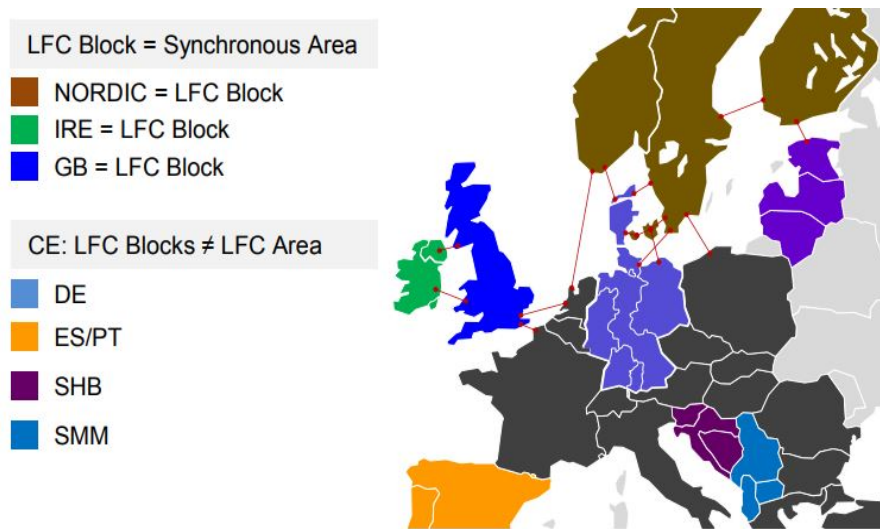 LFC Block = Synchronous Area
NORDIC = LFC Block
IRE = LFC Block
GB = LFC Block
CE: LFC Blocks ≠ LFC Area
DE
ES/PT
SHB
SMM